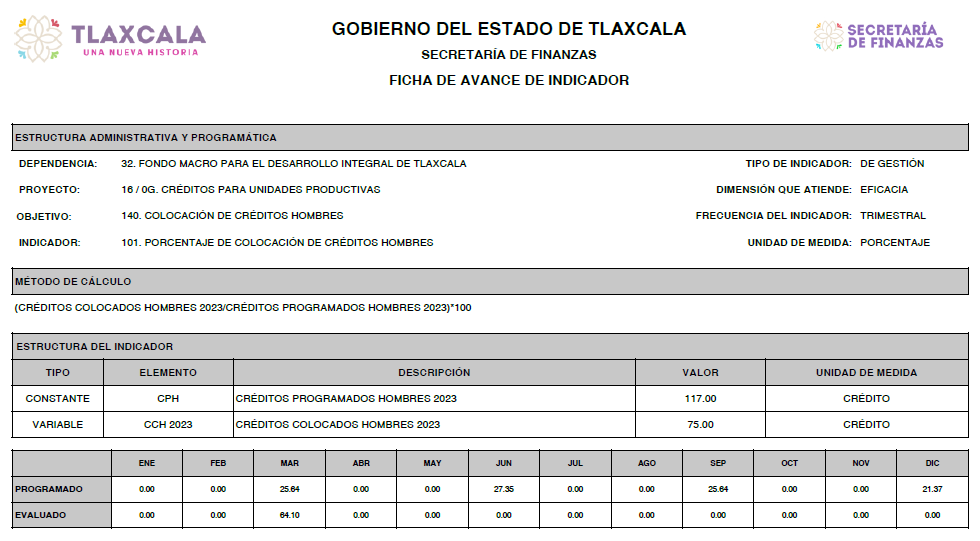 TLAXCALA
UNA NUEVA HISTORIA
GOBIERNO DEL ESTADO DE TLAXCALA
SECRETARÍA DE FINANZAS
FICHA DE AVANCE DE INDICADOR
SECRETARÍA
DE FINANZAS
ESTRUCTURA ADMINISTRATIVA Y PROGRAMÁTICA
DEPENDENCIA: 32. FONDO MACRO PARA EL DESARROLLO INTEGRAL DE TLAXCALA TIPO DE INDICADOR: DE GESTIÓN
PROYECTO: 16 / 0G. CRÉDITOS PARA UNIDADES PRODUCTIVAS DIMENSIÓN QUE ATIENDE: EFICACIA
OBJETIVO: 140. COLOCACIÓN DE CRÉDITOS HOMBRES FRECUENCIA DEL INDICADOR: TRIMESTRAL
INDICADOR: 101. PORCENTAJE DE COLOCACIÓN DE CRÉDITOS HOMBRES UNIDAD DE MEDIDA: PORCENTAJE
MÉTODO DE CÁLCULO
(CRÉDITOS COLOCADOS HOMBRES 2023/CRÉDITOS PROGRAMADOS HOMBRES 2023)*100
ESTRUCTURA DEL INDICADOR
TIPO ELEMENTO DESCRIPCIÓN VALOR UNIDAD DE MEDIDA
CONSTANTE CPH CRÉDITOS PROGRAMADOS HOMBRES 2023 117.00 CRÉDITO
VARIABLE CCH 2023 CRÉDITOS COLOCADOS HOMBRES 2023 75.00 CRÉDITO
ENE FEB MAR ABR MAY JUN JUL AGO SEP OCT NOV DIC
PROGRAMADO 0.00 0.00 25.64 0.00 0.00 27.35 0.00 0.00 25.64 0.00 0.00 21.37
EVALUADO 0.00 0.00 64.10 0.00 0.00 0.00 0.00 0.00 0.00 0.00 0.00 0.00